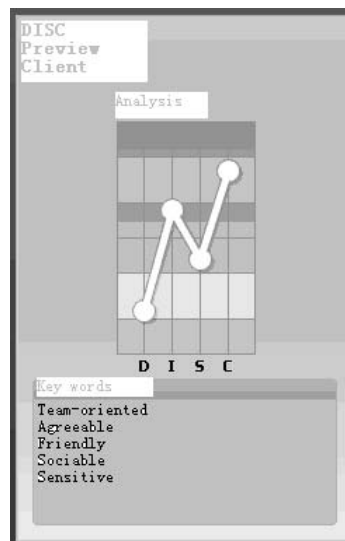 DISC
Preview
Client
Analysis
D I S C
Key words
Team-oriented
Agreeable
Friendly
Sociable
Sensitive